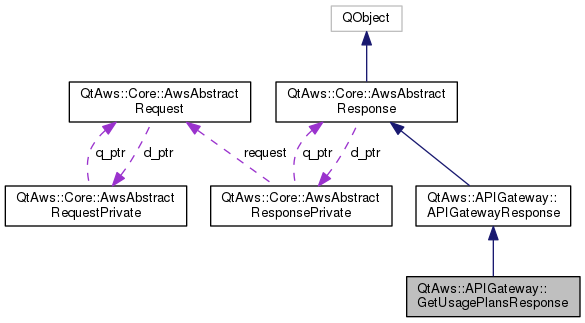 QObject
QtAws::Core::AwsAbstract
Request
QtAws::Core::AwsAbstract
Response
q_ptr
d_ptr
request
q_ptr
d_ptr
QtAws::Core::AwsAbstract
RequestPrivate
QtAws::Core::AwsAbstract
ResponsePrivate
QtAws::APIGateway::
APIGatewayResponse
QtAws::APIGateway::
GetUsagePlansResponse